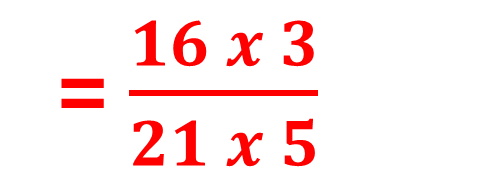 16 x 3
=
21 x 5